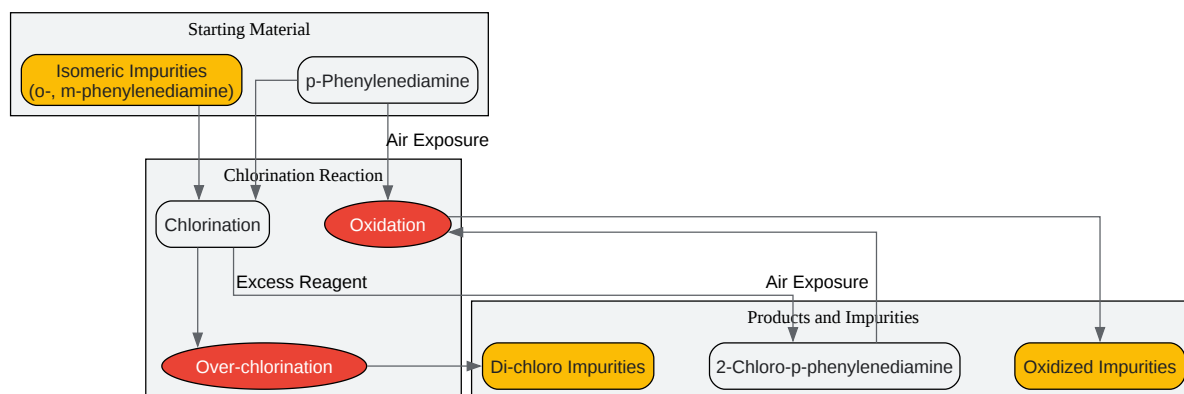 Starting Material
Isomeric Impurities
(o-, m-phenylenediamine)
p-Phenylenediamine
Air Exposure
Chlorination Reaction
Chlorination
Oxidation
Excess Reagent
Air Exposure
Products and Impurities
Over-chlorination
Di-chloro Impurities
2-Chloro-p-phenylenediamine
Oxidized Impurities